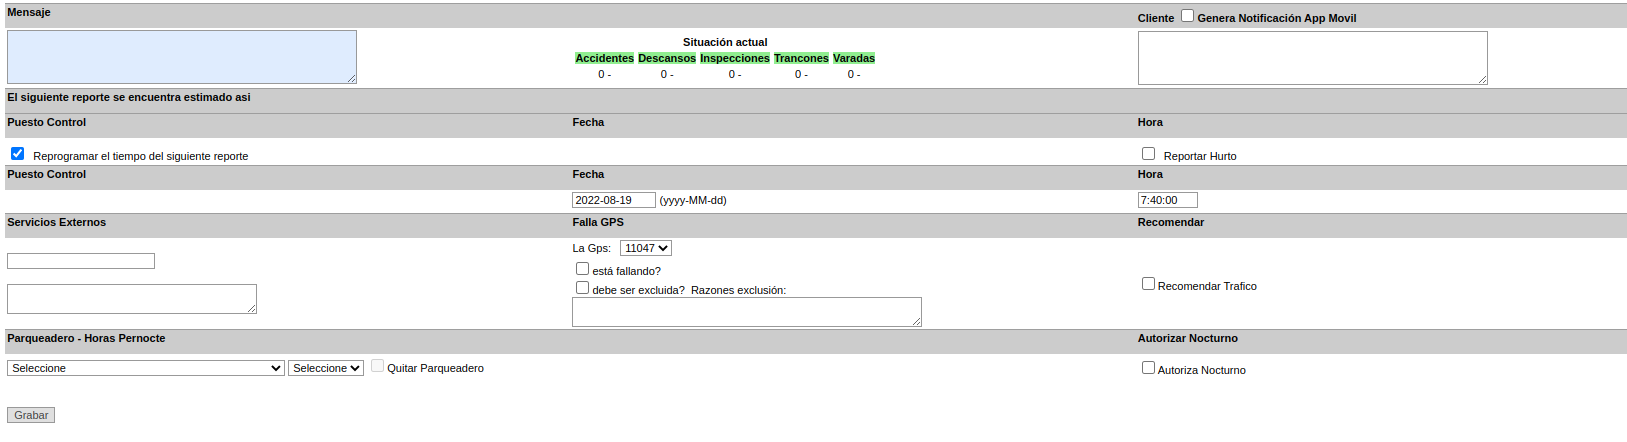 Mensaje
Cliente Genera Notificación App Movil
Situación actual
Accidentes Descansos Inspecciones Trancones Varadas
0 - 0 - 0 - 0 - 0 -
El siguiente reporte se encuentra estimado asi
Puesto Control Fecha Hora
Reprogramar el tiempo del siguiente reporte Reportar Hurto
Puesto Control Fecha Hora
2022-08-19 (yyyy-MM-dd) 7:40:00
Servicios Externos Falla GPS Recomendar
La Gps: 11047
está fallando?
debe ser excluida? Razones exclusión:
Recomendar Trafico
Parqueadero - Horas Pernocte Autorizar Nocturno
Seleccione Seleccione Quitar Parqueadero Autoriza Nocturno
Grabar